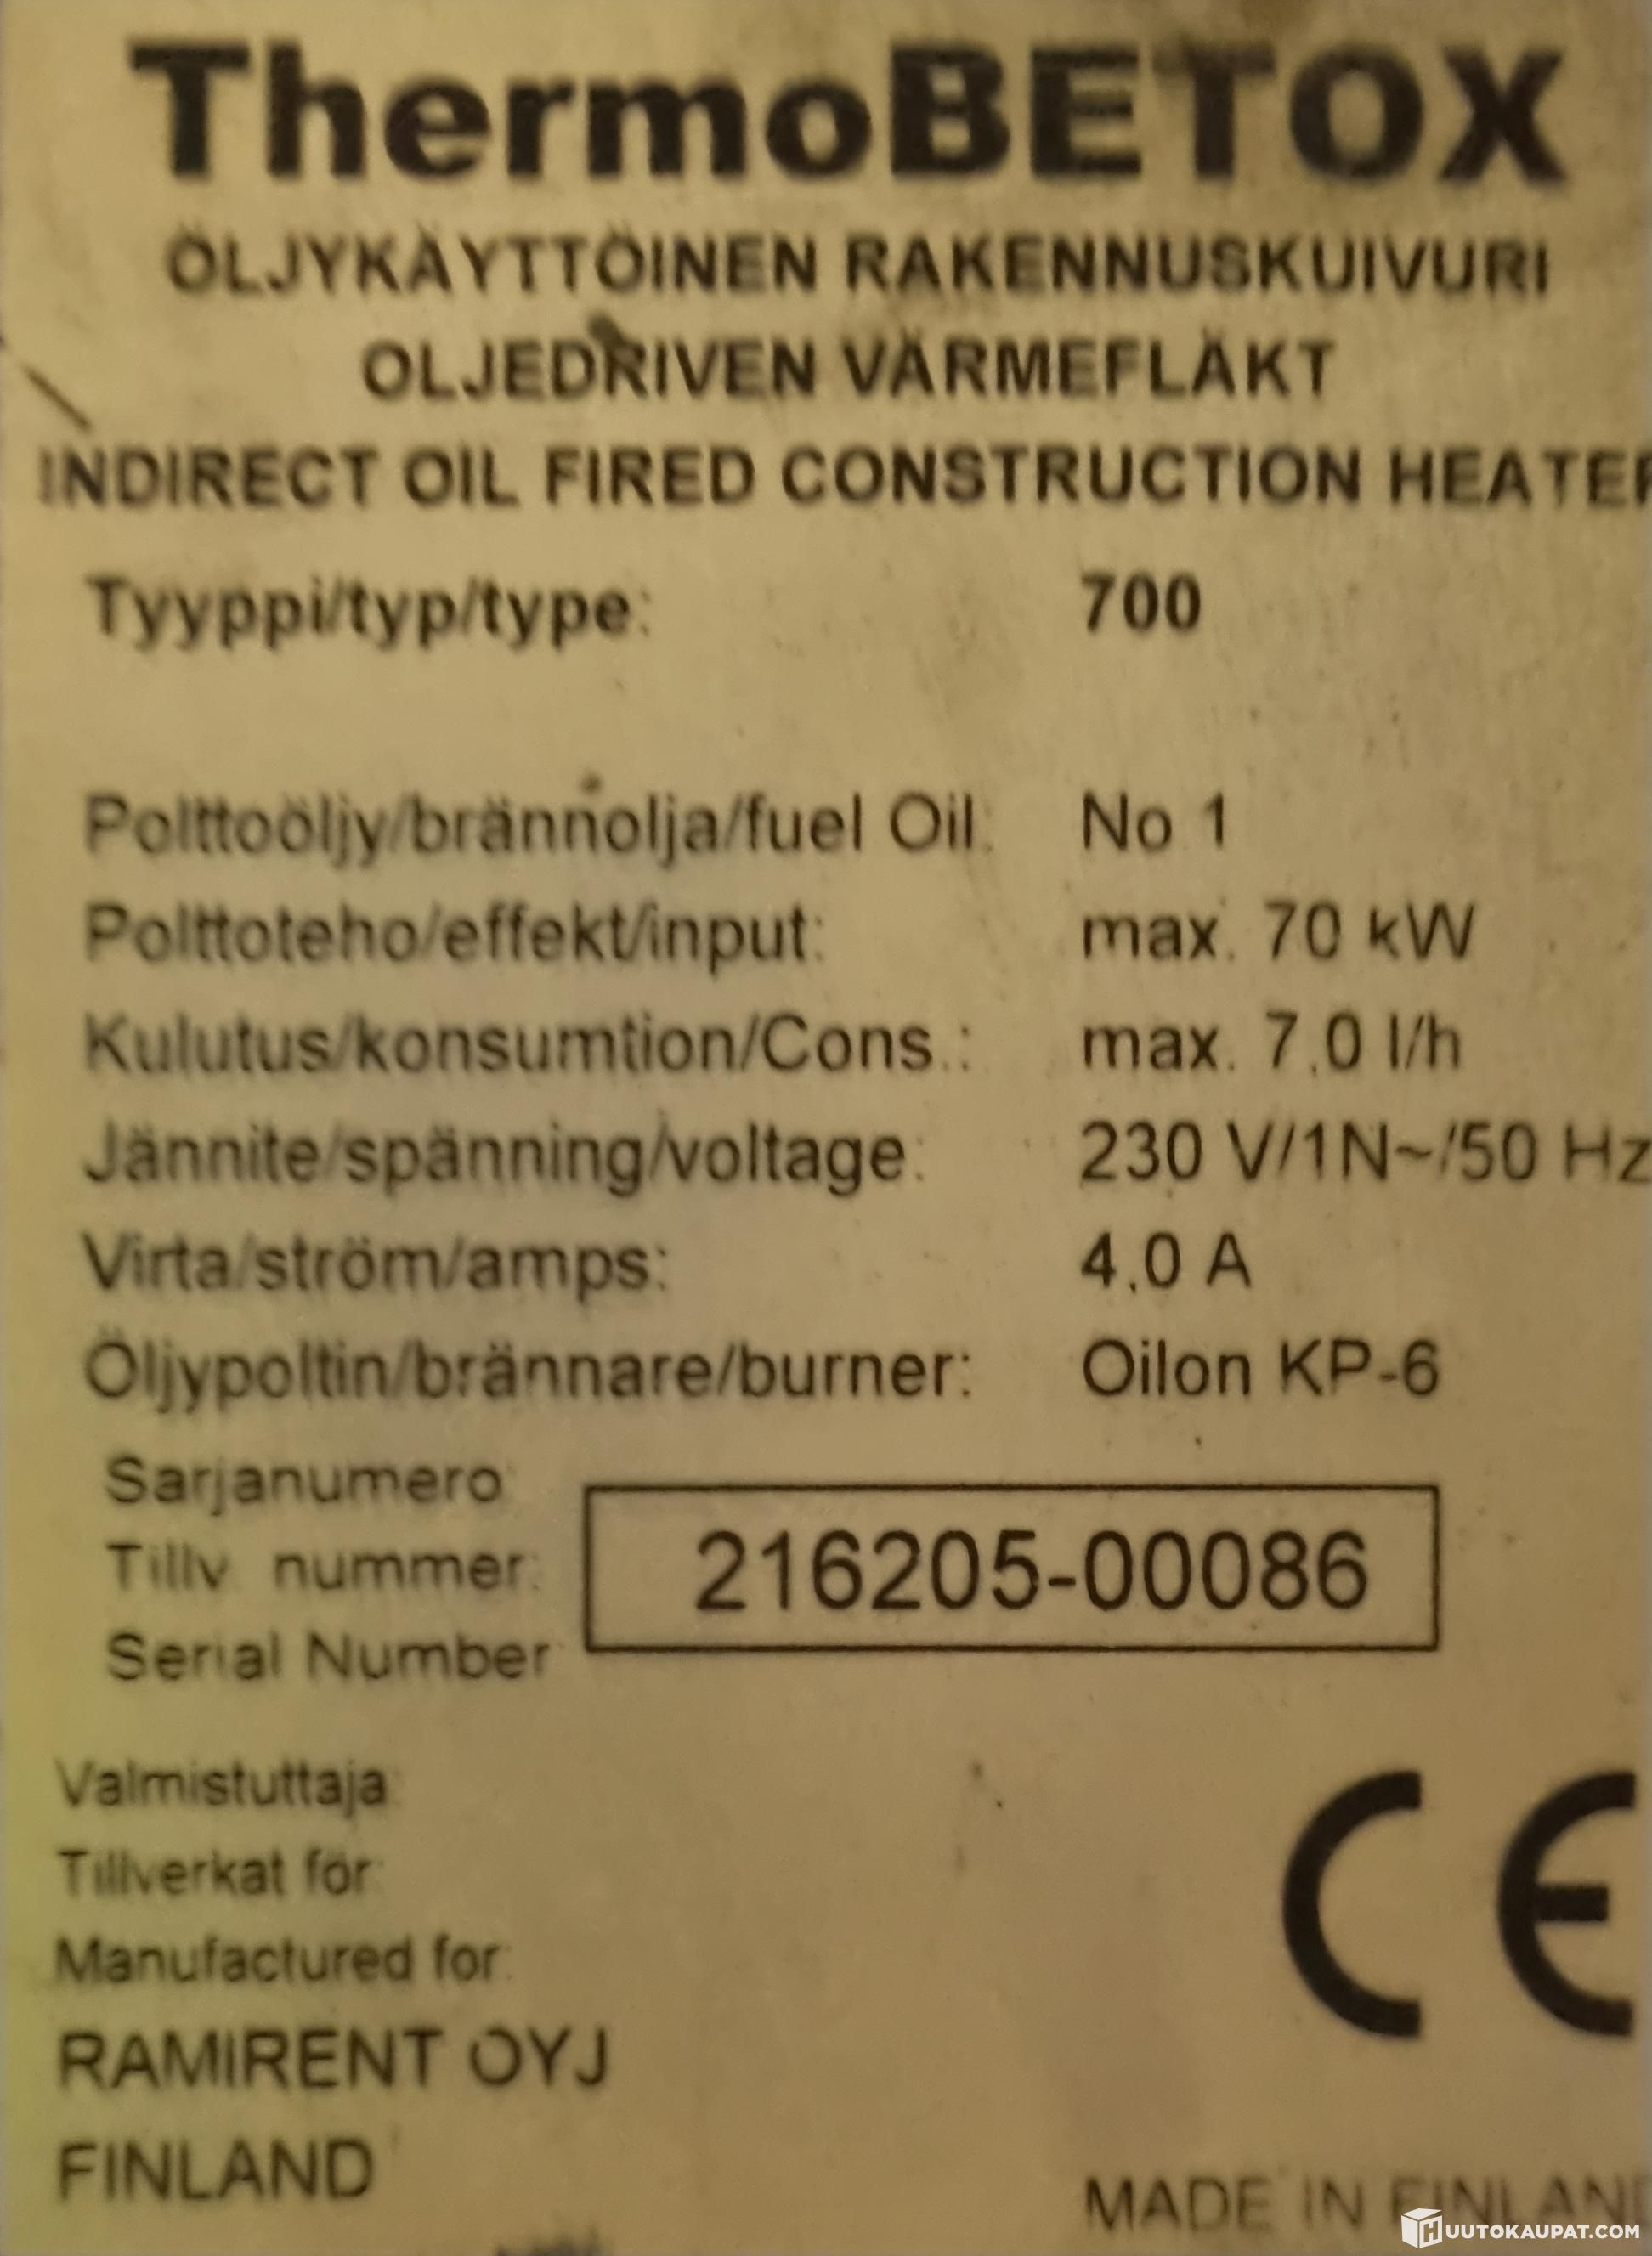 ThermoBETOX
ÖLJYKÄYTTÖINEN RAKENNUSKUIVURI
OLJEDRIVEN VÄRMEFLÄKT
INDIRECT OIL FIRED CONSTRUCTION HEATER
Tyyppi/typ/type: 700
Polttoöljy/brännolja/fuel Oil: No 1
Polttoteho/effekt/input: max. 70 kW
Kulutus/konsumtion/Cons.: max. 7,0 l/h
Jännite/spänning/voltage: 230 V/1N~/50 Hz
Virta/ström/amps: 4,0 A
Öljypoltin/brännare/burner: Oilon KP-6
Sarjanumero
Tillv. nummer: 216205-00086
Serial Number
Valmistuttaja:
Tillverkat för:
Manufactured for:
RAMIRENT OYJ
FINLAND
CE
MADE IN FINLAND
HUUTOKAUPAT.COM